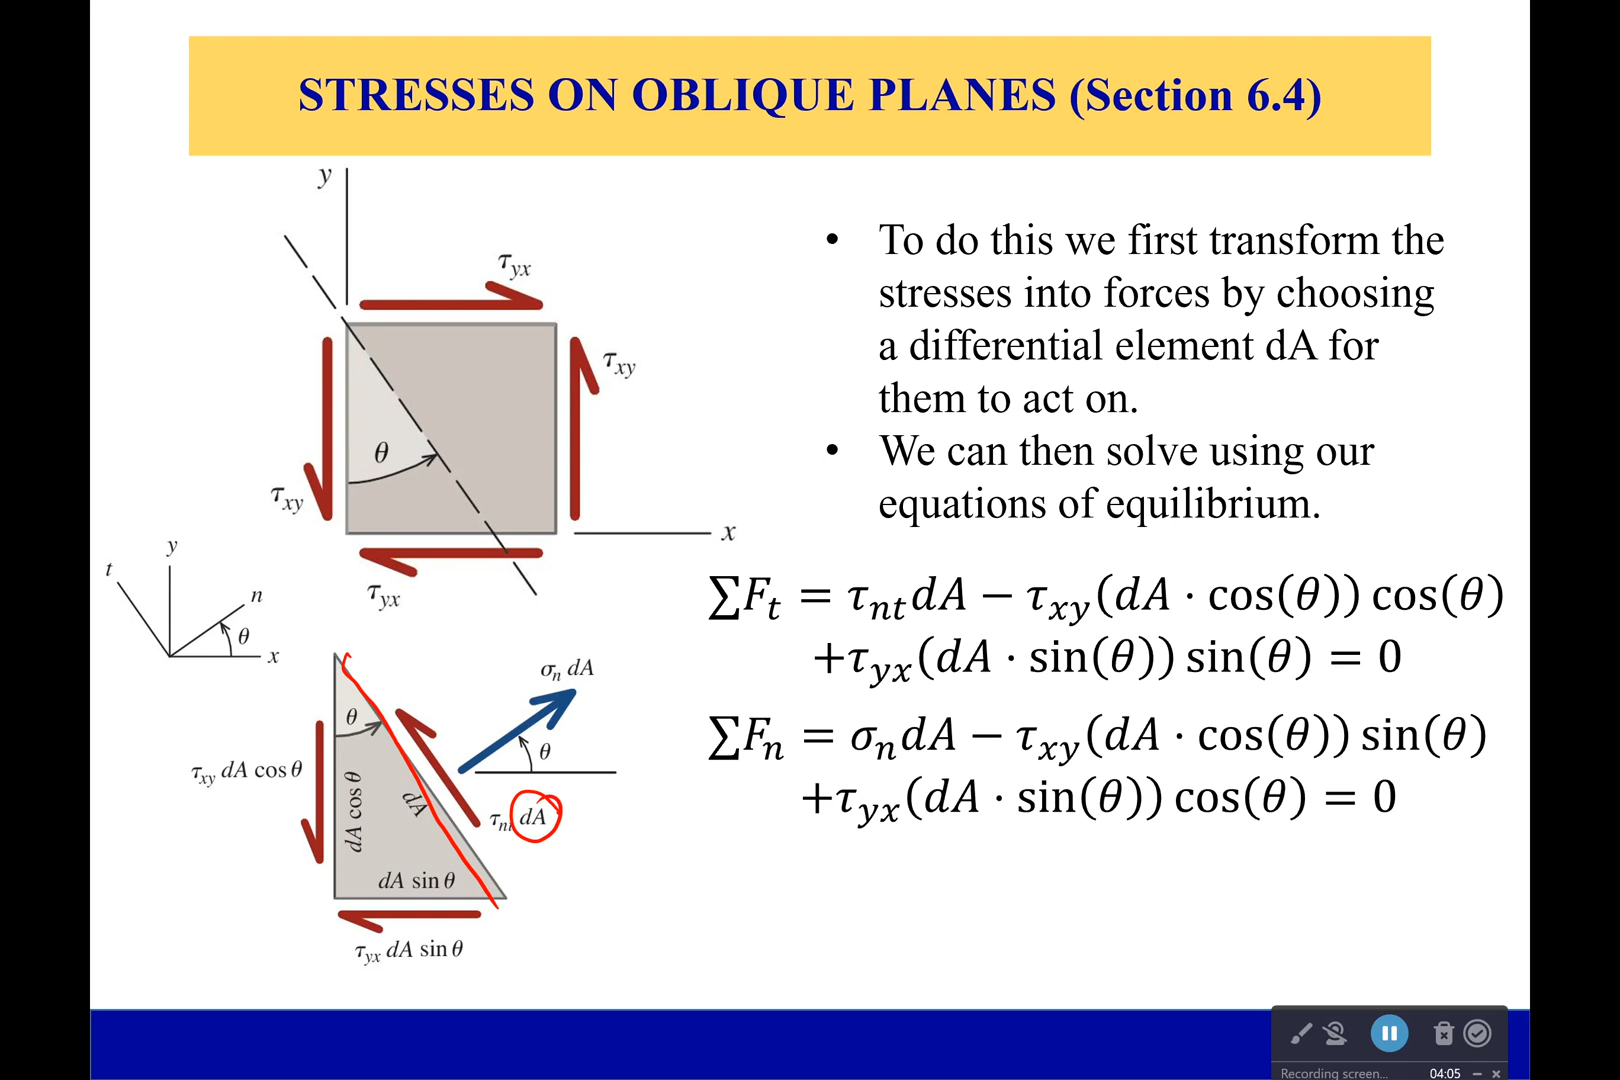 STRESSES ON OBLIQUE PLANES (Section 6.4)
y
τyx
τxy
θ
τxy
x
τyx
• To do this we first transform the
stresses into forces by choosing
a differential element dA for
them to act on.
• We can then solve using our
equations of equilibrium.
t
y
n
θ
x
∑Ft = τntdA − τxy(dA · cos(θ)) cos(θ)
+τyx(dA · sin(θ)) sin(θ) = 0
∑Fn = σndA − τxy(dA · cos(θ)) sin(θ)
+τyx(dA · sin(θ)) cos(θ) = 0
σn dA
θ
θ
τxy dA cos θ
dA cos θ
dA
τnt dA
dA sin θ
τyx dA sin θ
Recording screen...
04:05